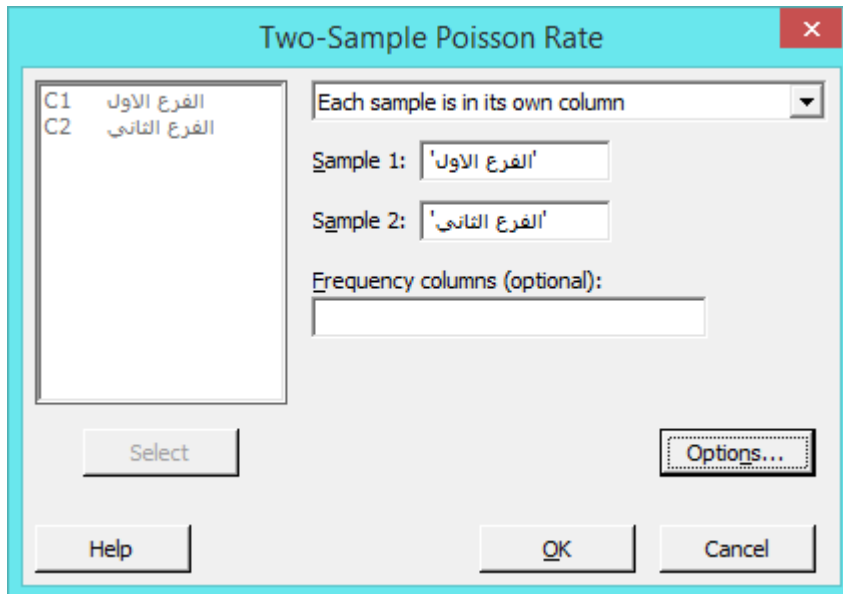 Two-Sample Poisson Rate
C1 الفرع الاول
C2 الفرع الثاني
Each sample is in its own column
Sample 1: 'الفرع الاول'
Sample 2: 'الفرع الثاني'
Frequency columns (optional):
Select
Options...
Help
OK
Cancel